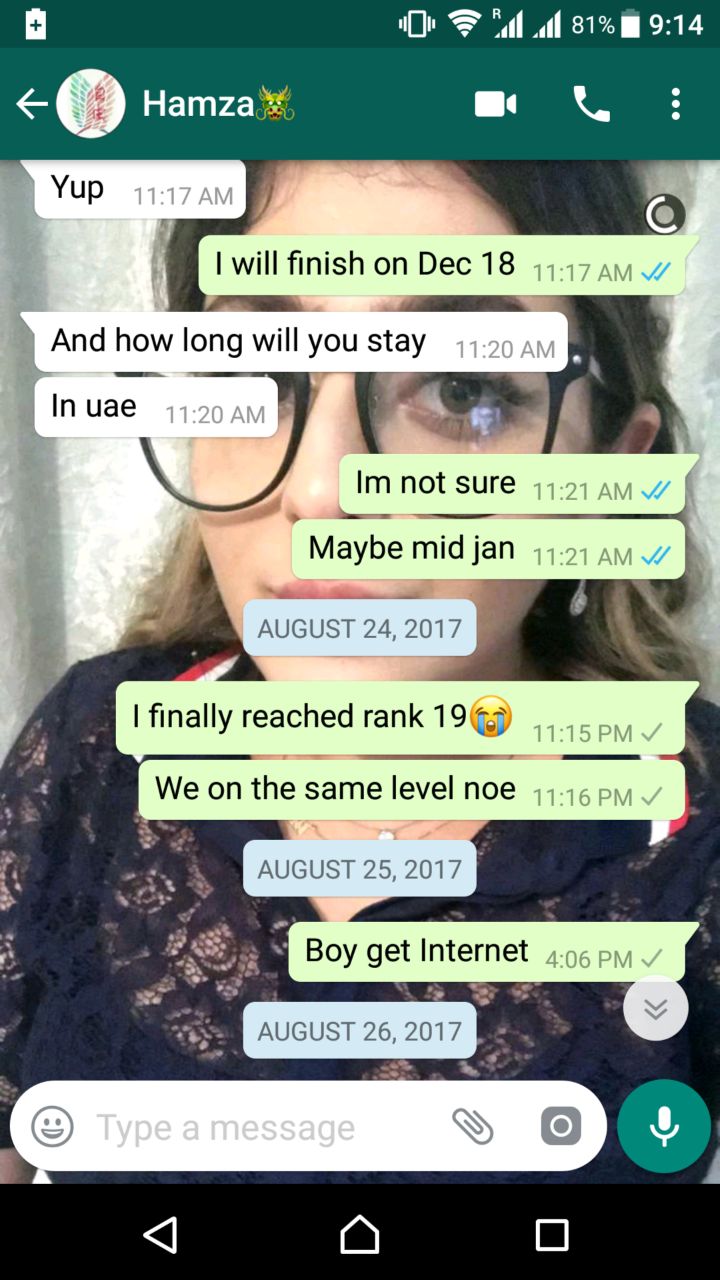 R 81% 9:14
Hamza🐲
Yup 11:17 AM
I will finish on Dec 18 11:17 AM
And how long will you stay 11:20 AM
In uae 11:20 AM
Im not sure 11:21 AM
Maybe mid jan 11:21 AM
AUGUST 24, 2017
I finally reached rank 19😭 11:15 PM
We on the same level noe 11:16 PM
AUGUST 25, 2017
Boy get Internet 4:06 PM
AUGUST 26, 2017
Type a message